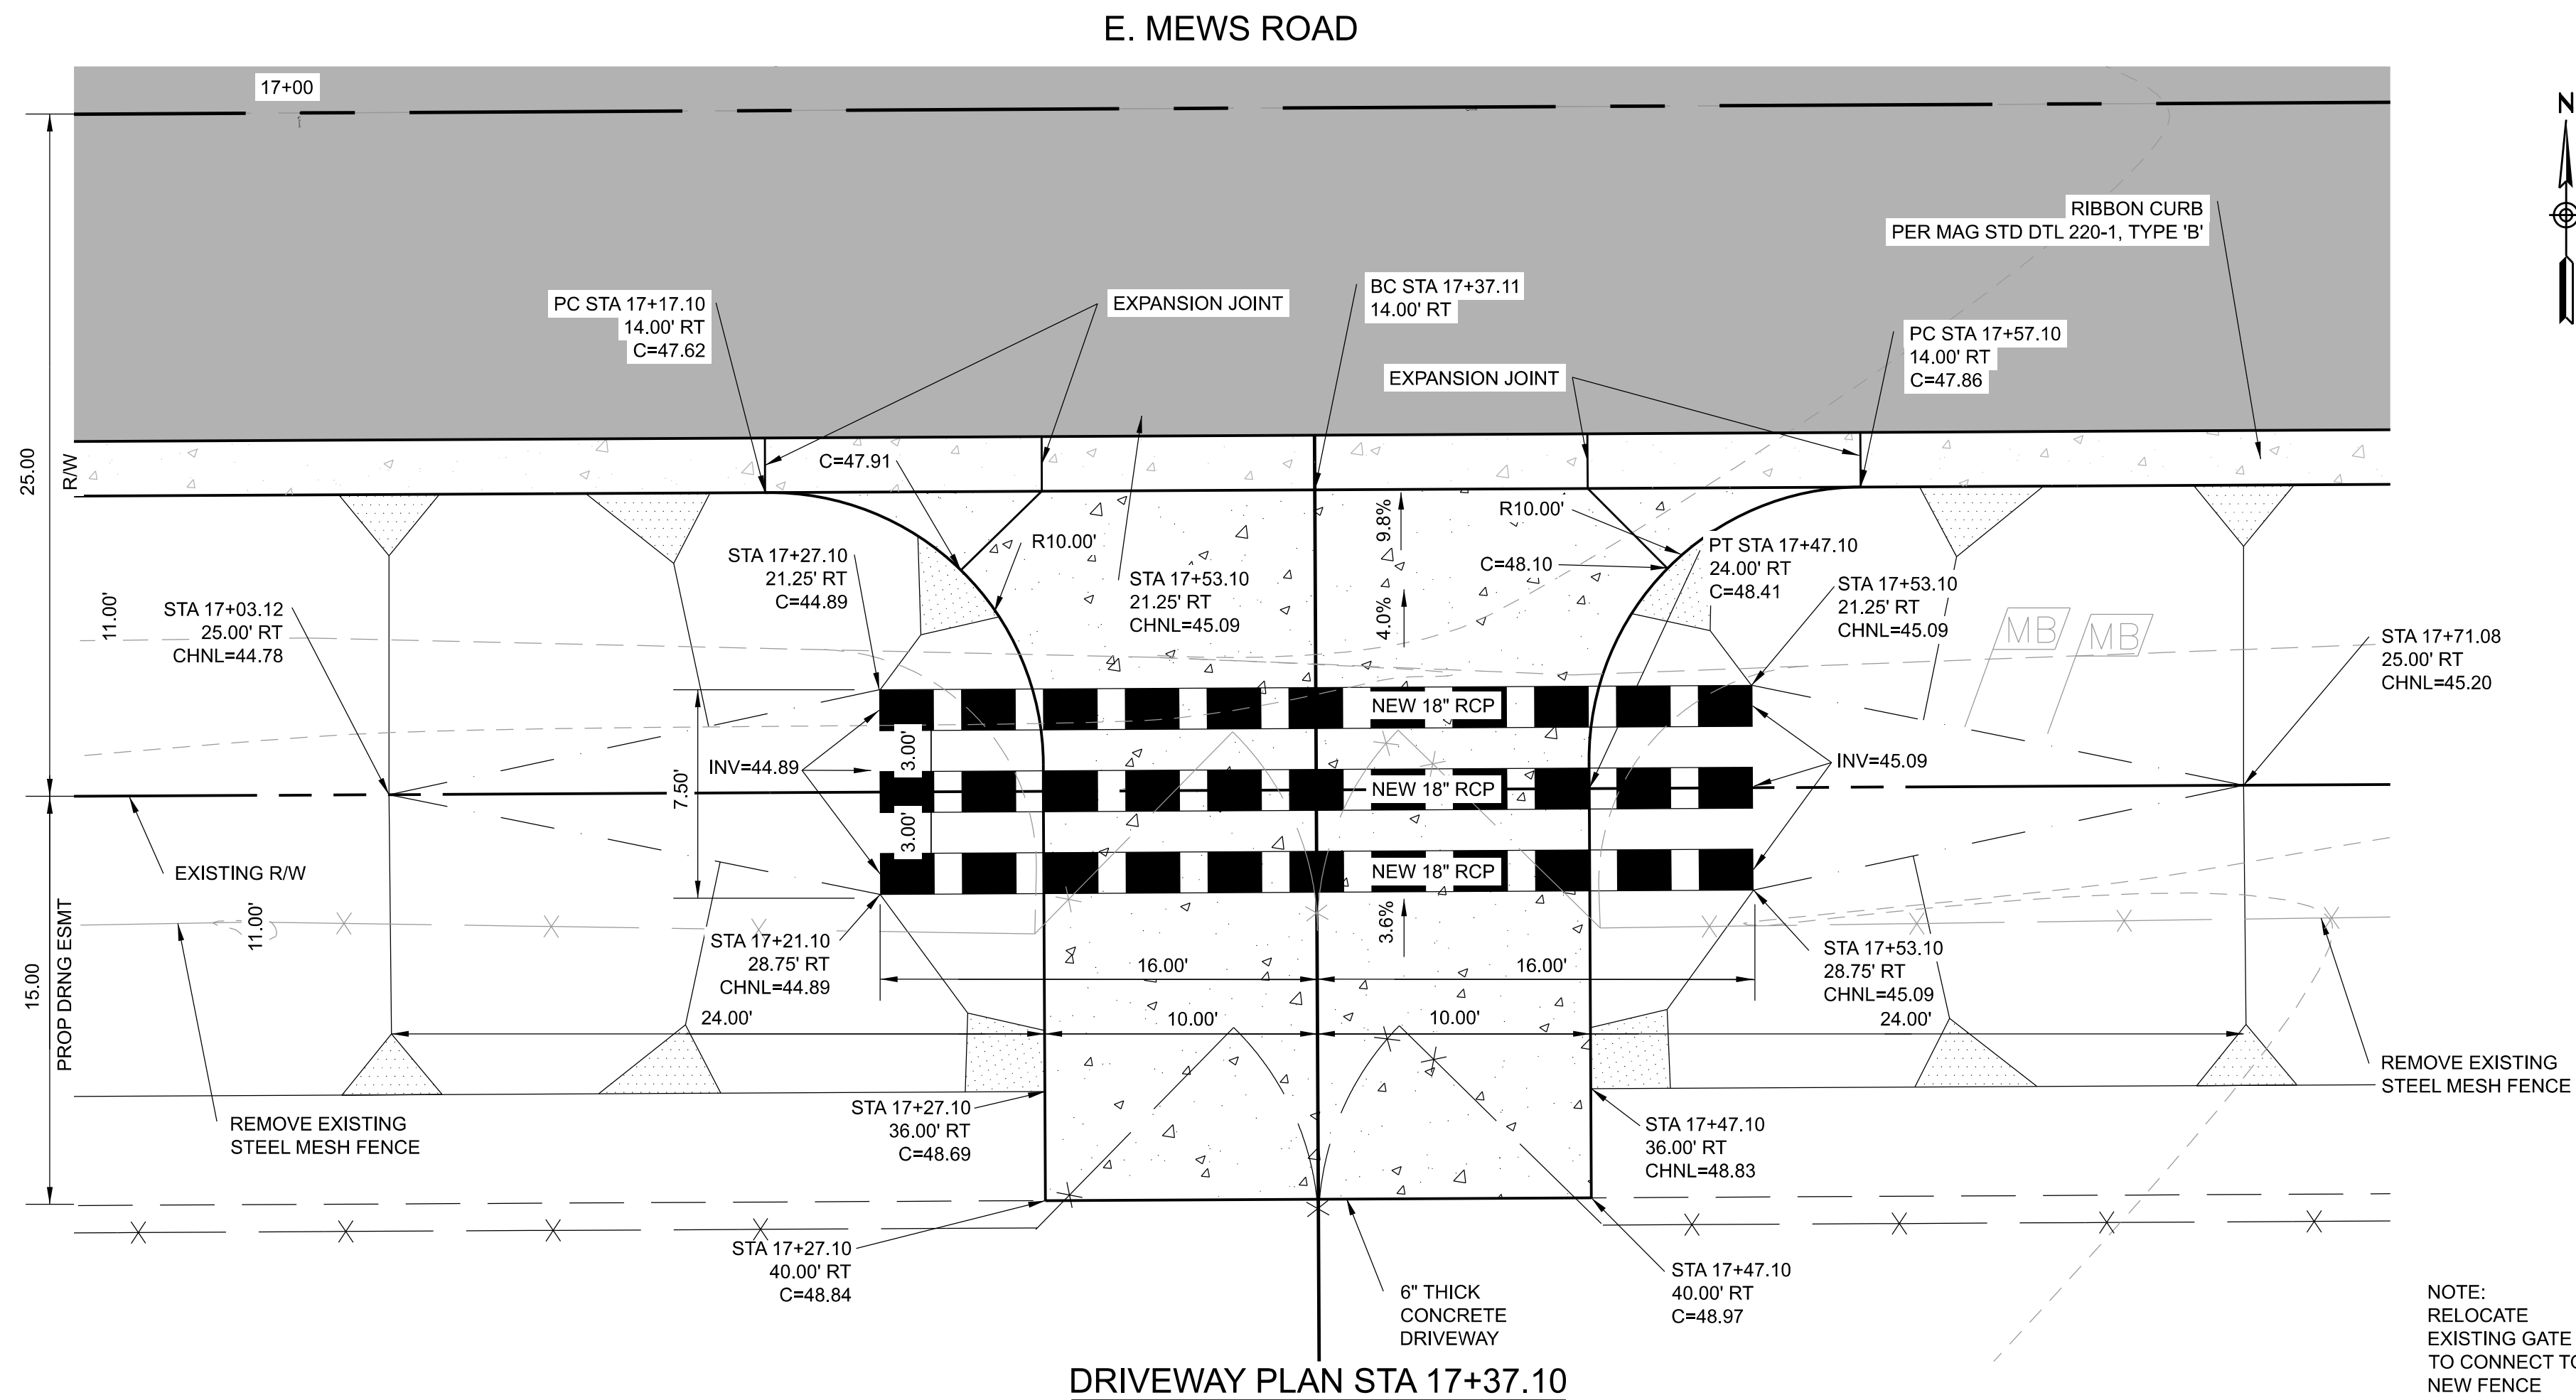 E. MEWS ROAD
17+00
N
RIBBON CURB
PER MAG STD DTL 220-1, TYPE 'B'
PC STA 17+17.10
14.00' RT
C=47.62
EXPANSION JOINT
BC STA 17+37.11
14.00' RT
EXPANSION JOINT
PC STA 17+57.10
14.00' RT
C=47.86
25.00
R/W
C=47.91
R10.00'
9.8%
4.0%
R10.00'
C=48.10
PT STA 17+47.10
24.00' RT
C=48.41
STA 17+27.10
21.25' RT
C=44.89
STA 17+53.10
21.25' RT
CHNL=45.09
STA 17+53.10
21.25' RT
CHNL=45.09
11.00'
STA 17+03.12
25.00' RT
CHNL=44.78
MB
MB
STA 17+71.08
25.00' RT
CHNL=45.20
NEW 18" RCP
3.00'
INV=44.89
7.50'
NEW 18" RCP
INV=45.09
3.00'
EXISTING R/W
NEW 18" RCP
11.00'
3.6%
STA 17+21.10
28.75' RT
CHNL=44.89
16.00'
16.00'
STA 17+53.10
28.75' RT
CHNL=45.09
15.00
PROP DRNG ESMT
24.00'
10.00'
10.00'
24.00'
REMOVE EXISTING
STEEL MESH FENCE
STA 17+27.10
36.00' RT
C=48.69
STA 17+47.10
36.00' RT
CHNL=48.83
REMOVE EXISTING
STEEL MESH FENCE
STA 17+27.10
40.00' RT
C=48.84
6" THICK
CONCRETE
DRIVEWAY
STA 17+47.10
40.00' RT
C=48.97
NOTE:
RELOCATE
EXISTING GATE
TO CONNECT TO
NEW FENCE
DRIVEWAY PLAN STA 17+37.10